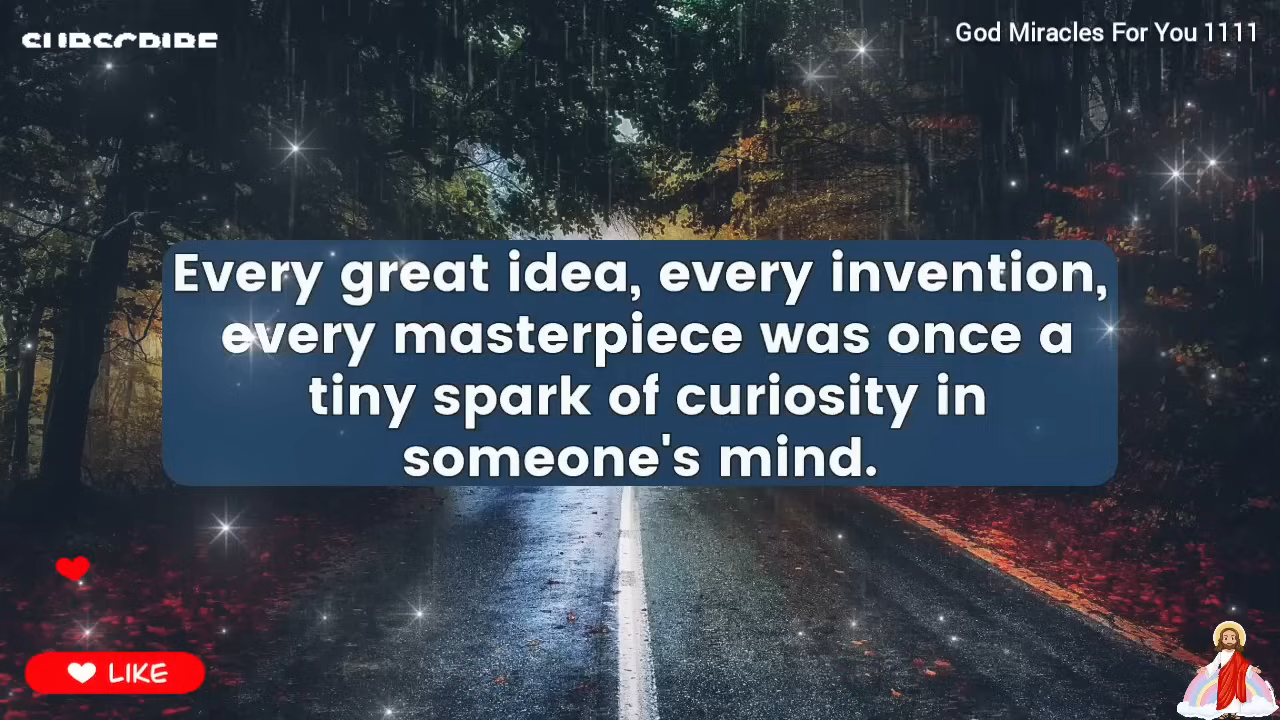 SUBSCRIBE
God Miracles For You 1111
Every great idea, every invention,
every masterpiece was once a
tiny spark of curiosity in
someone's mind.
LIKE